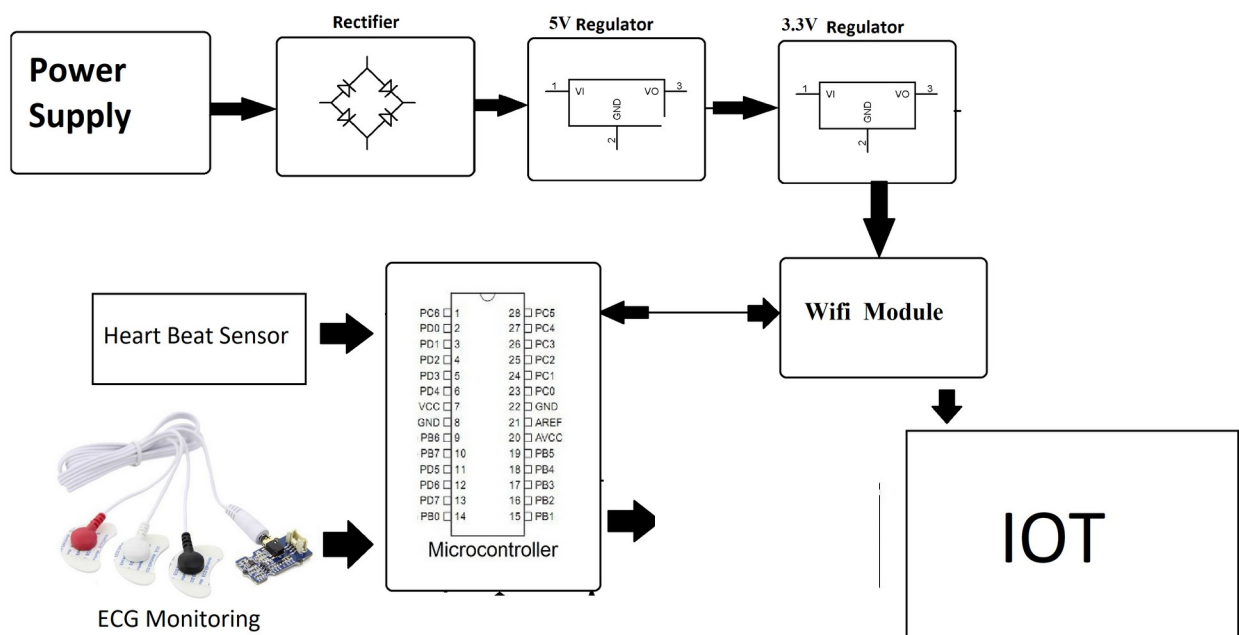 Rectifier
5V Regulator
3.3V Regulator
Power
Supply
1 VI VO 3
GND
2
1 VI VO 3
GND
2
Heart Beat Sensor
PC6 1 28 PC5
PD0 2 27 PC4
PD1 3 26 PC3
PD2 4 25 PC2
PD3 5 24 PC1
PD4 6 23 PC0
VCC 7 22 GND
GND 8 21 AREF
PB6 9 20 AVCC
PB7 10 19 PB5
PD5 11 18 PB4
PD6 12 17 PB3
PD7 13 16 PB2
PB0 14 15 PB1
Microcontroller
Wifi Module
IOT
ECG Monitoring